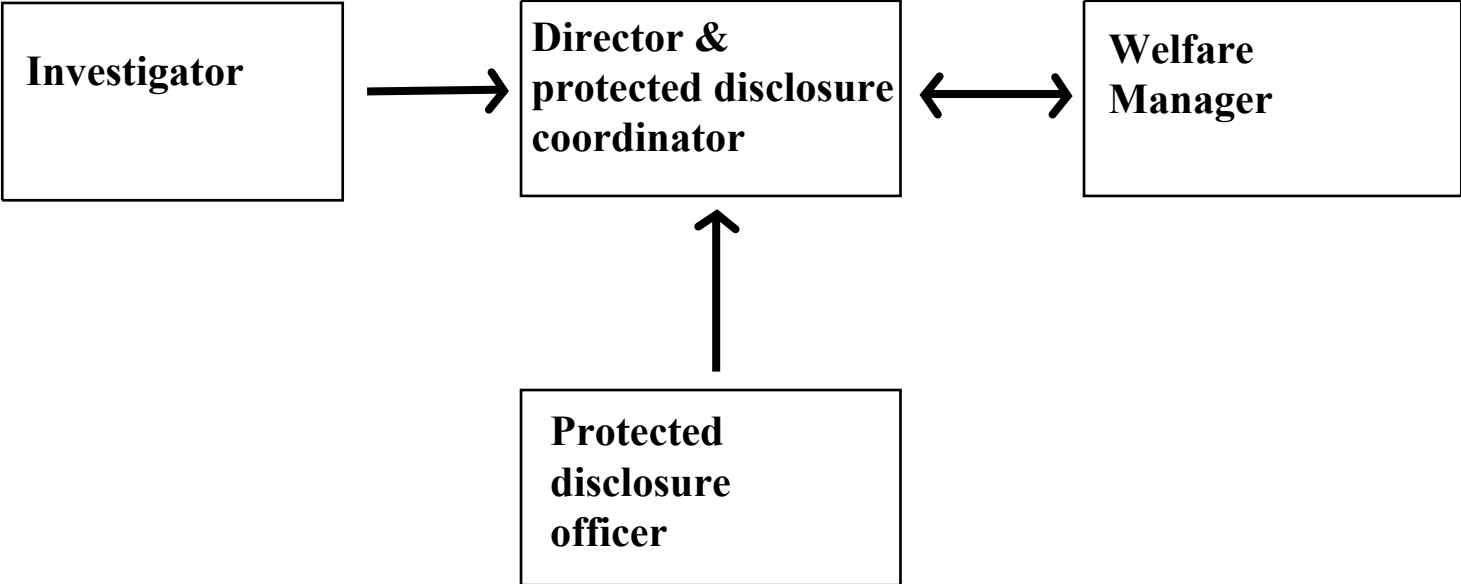 Investigator
Director &
protected disclosure
coordinator
Welfare
Manager
Protected
disclosure
officer